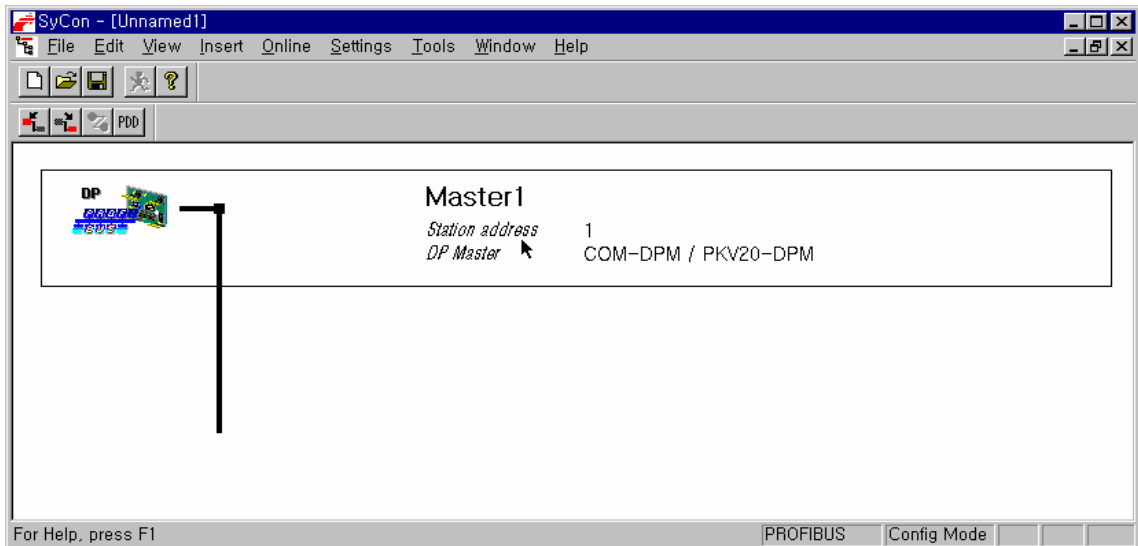 SyCon - [Unnamed1]
File Edit View Insert Online Settings Tools Window Help
PDD
DP
Master1
Station address 1
DP Master COM-DPM / PKV20-DPM
For Help, press F1 PROFIBUS Config Mode